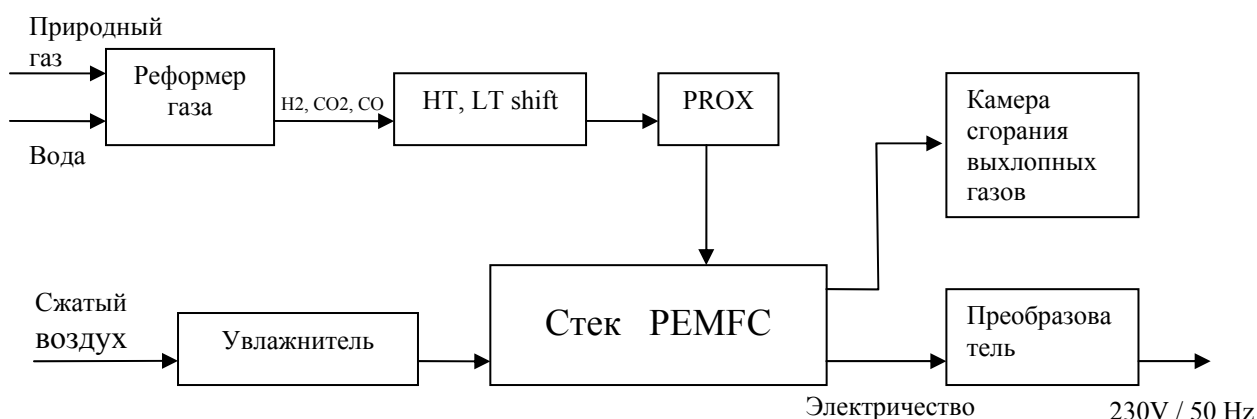 Природный
газ
Реформер
газа
H2, CO2, CO
HT, LT shift
PROX
Камера
сгорания
выхлопных
газов
Вода
Сжатый
воздух
Увлажнитель
Стек PEMFC
Преобразова
тель
Электричество
230V / 50 Hz